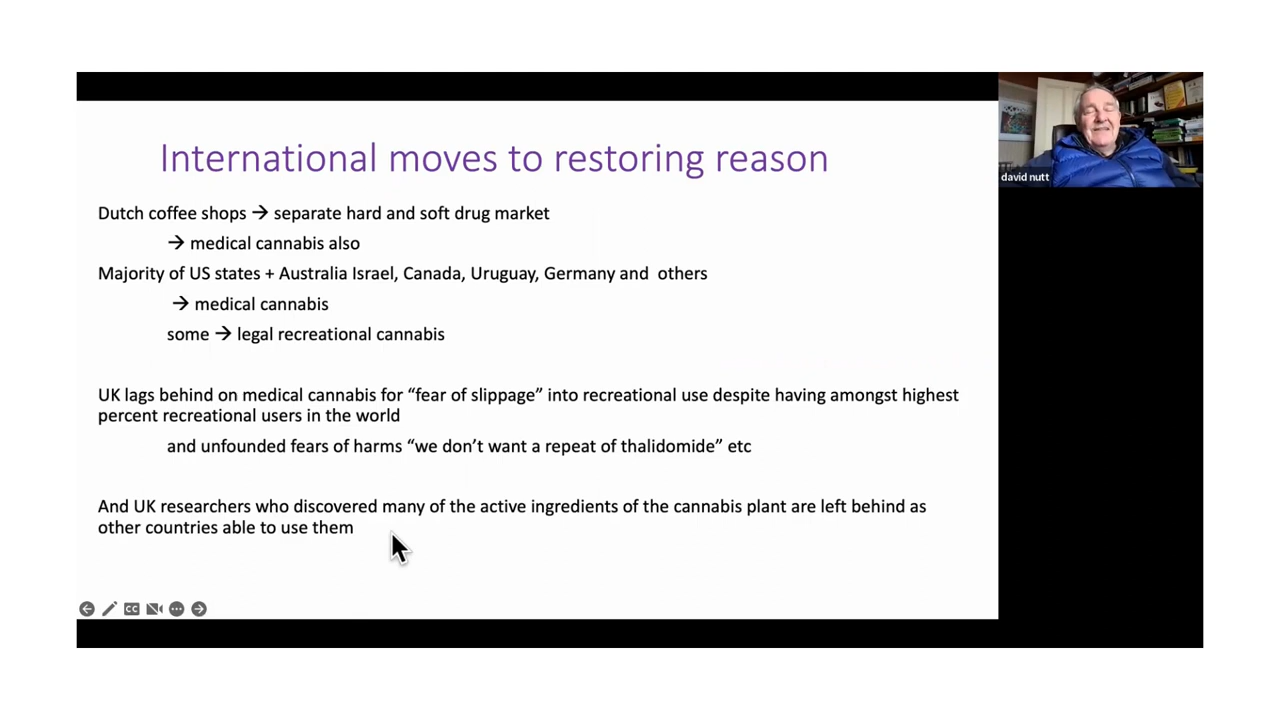 International moves to restoring reason
david nutt
Dutch coffee shops → separate hard and soft drug market
→ medical cannabis also
Majority of US states + Australia Israel, Canada, Uruguay, Germany and others
→ medical cannabis
some → legal recreational cannabis
UK lags behind on medical cannabis for “fear of slippage” into recreational use despite having amongst highest
percent recreational users in the world
and unfounded fears of harms “we don’t want a repeat of thalidomide” etc
And UK researchers who discovered many of the active ingredients of the cannabis plant are left behind as
other countries able to use them
CC